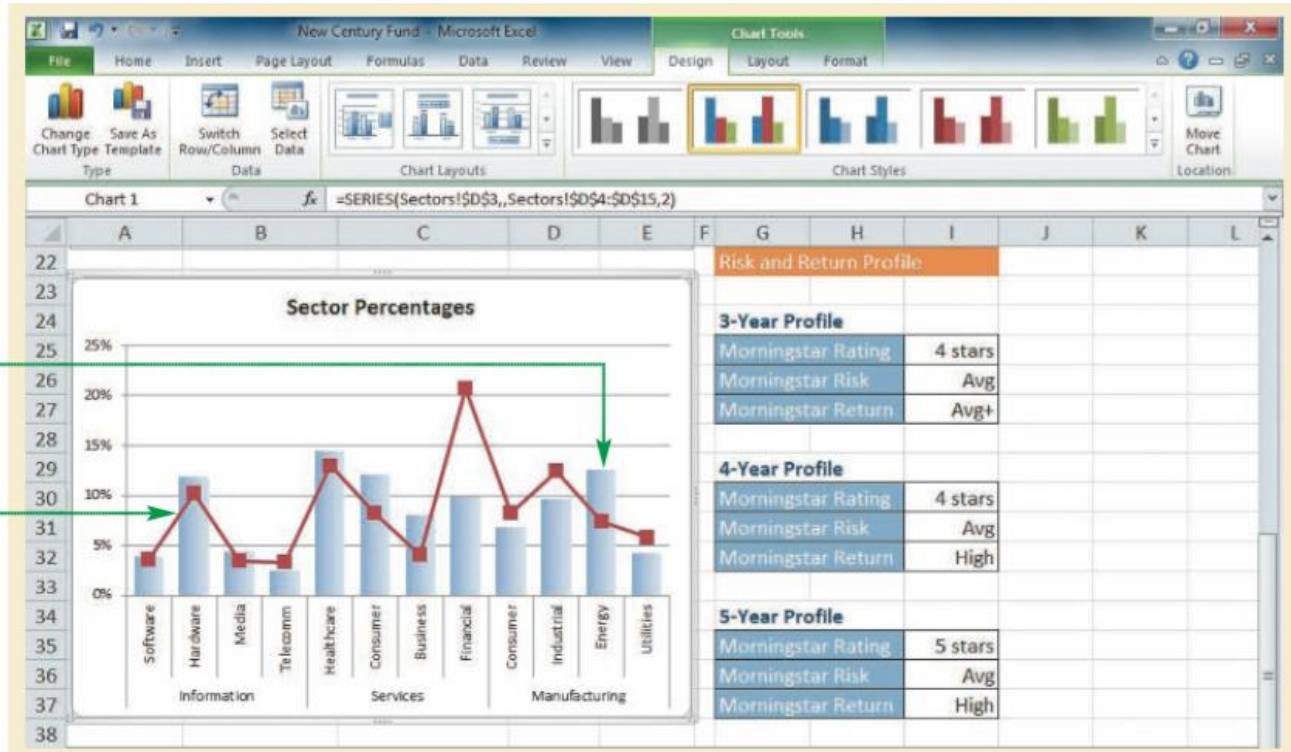 New Century Fund - Microsoft Excel
Chart Tools
File Home Insert Page Layout Formulas Data Review View Design Layout Format
Change Chart Type
Save As Template
Switch Row/Column
Select Data
Move Chart
Type Data Chart Layouts Chart Styles Location
Chart 1 fx =SERIES(Sectors!$D$3,,Sectors!$D$4:$D$15,2)
A B C D E F G H I J K L
22 Risk and Return Profile
23
Sector Percentages
24 3-Year Profile
25 Morningstar Rating 4 stars
26 Morningstar Risk Avg
27 Morningstar Return Avg+
28
29 4-Year Profile
30 Morningstar Rating 4 stars
31 Morningstar Risk Avg
32 Morningstar Return High
33
34 5-Year Profile
35 Morningstar Rating 5 stars
36 Morningstar Risk Avg
37 Morningstar Return High
38
25%
20%
15%
10%
5%
0%
Software Hardware Media Telecomm Healthcare Consumer Business Financial Consumer Industrial Energy Utilities
Information Services Manufacturing